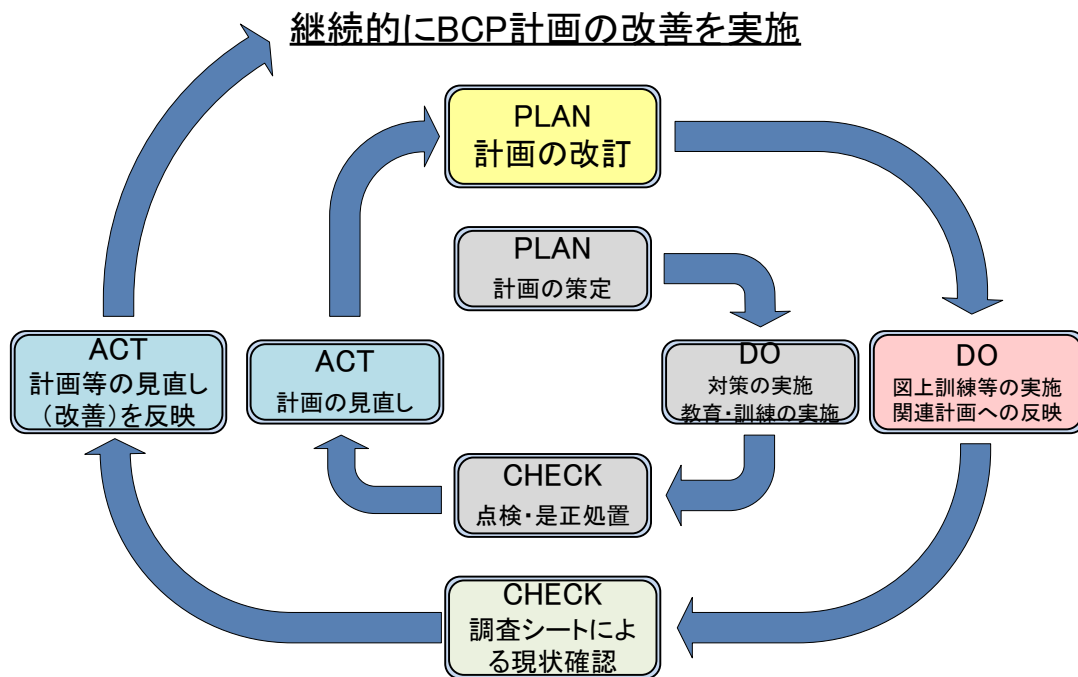 継続的にBCP計画の改善を実施
PLAN
計画の改訂
PLAN
計画の策定
ACT
計画等の見直し
（改善）を反映
ACT
計画の見直し
DO
対策の実施
教育・訓練の実施
DO
図上訓練等の実施
関連計画への反映
CHECK
点検・是正処置
CHECK
調査シートによ
る現状確認